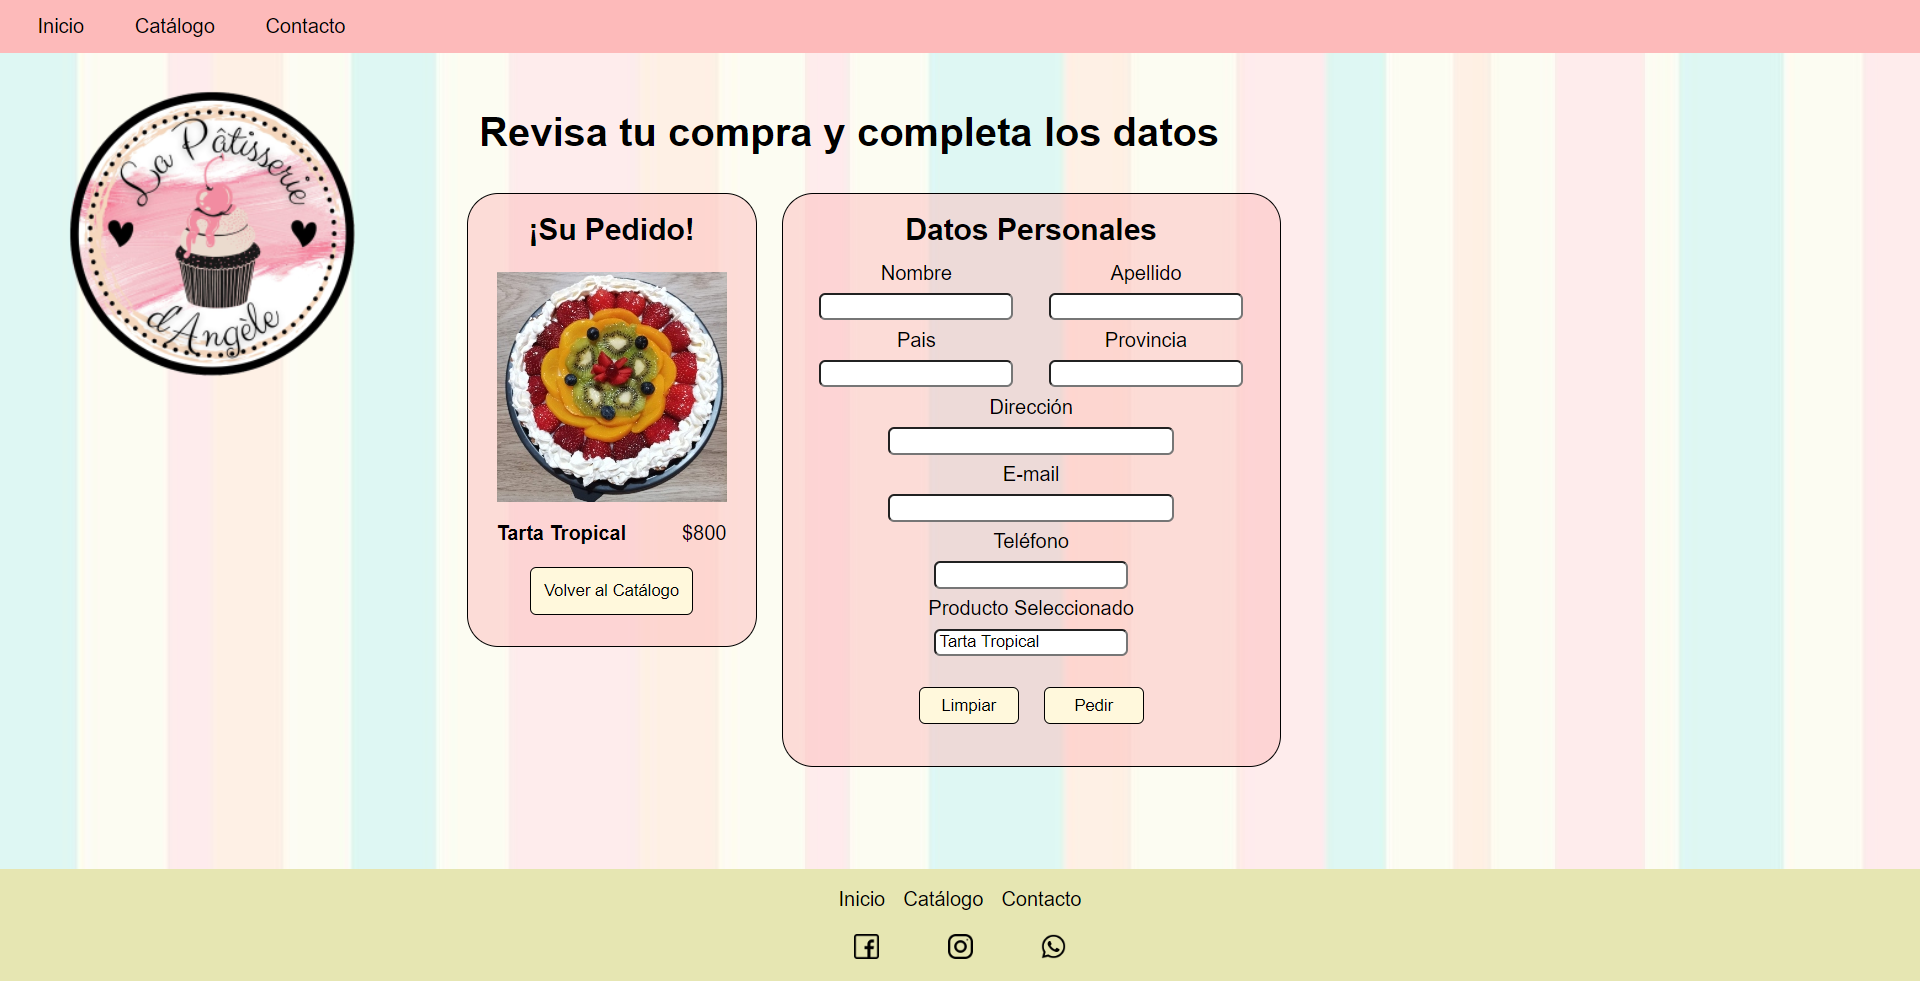 Inicio Catálogo Contacto
La Pâtisserie
d'Angèle
Revisa tu compra y completa los datos
¡Su Pedido!
Tarta Tropical $800
Volver al Catálogo
Datos Personales
Nombre Apellido
Pais Provincia
Dirección
E-mail
Teléfono
Producto Seleccionado
Tarta Tropical
Limpiar Pedir
Inicio Catálogo Contacto